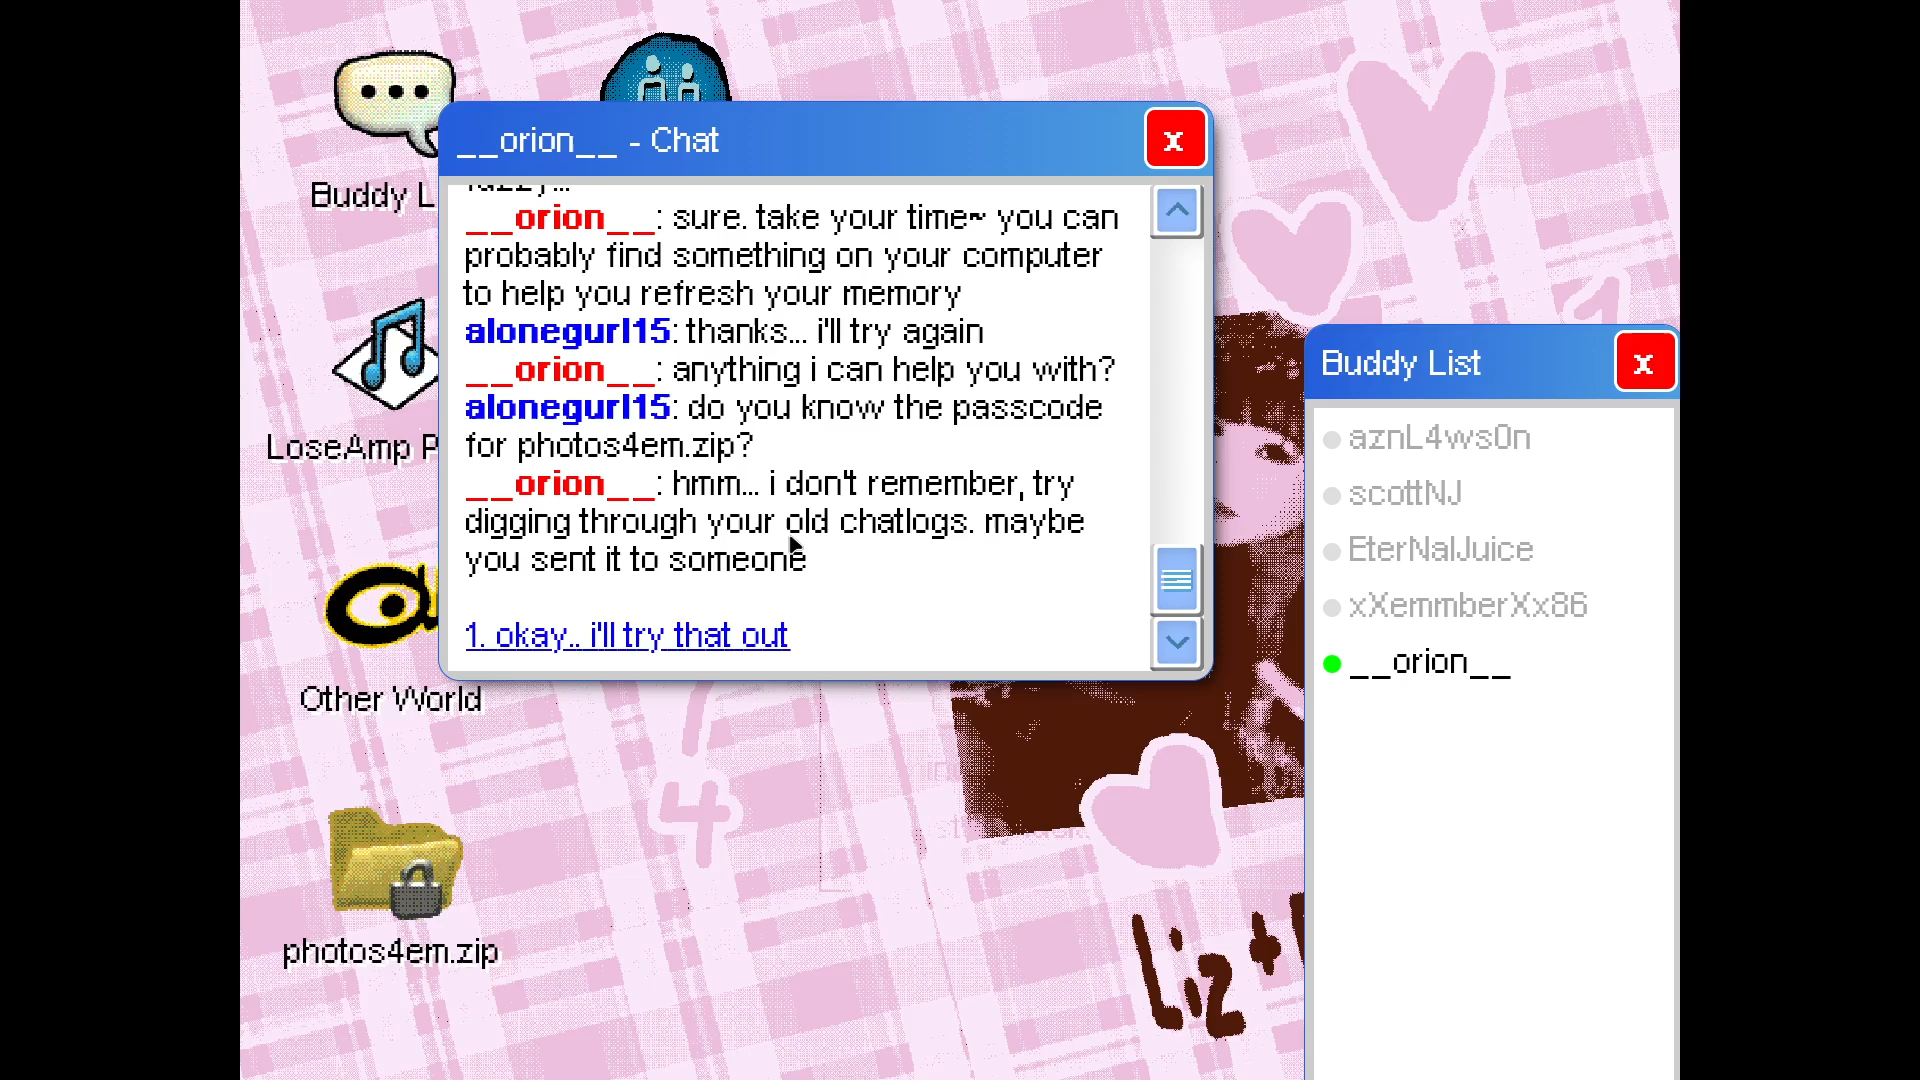 __orion__ - Chat
x
__orion__: sure. take your time~ you can
probably find something on your computer
to help you refresh your memory
alonegurl15: thanks... i'll try again
__orion__: anything i can help you with?
alonegurl15: do you know the passcode
for photos4em.zip?
__orion__: hmm... i don't remember, try
digging through your old chatlogs. maybe
you sent it to someone
1. okay.. i'll try that out
Buddy L
LoseAmp P
Other World
photos4em.zip
Buddy List
x
aznL4ws0n
scottNJ
EterNalJuice
xXemmberXx86
__orion__
4
Liz +